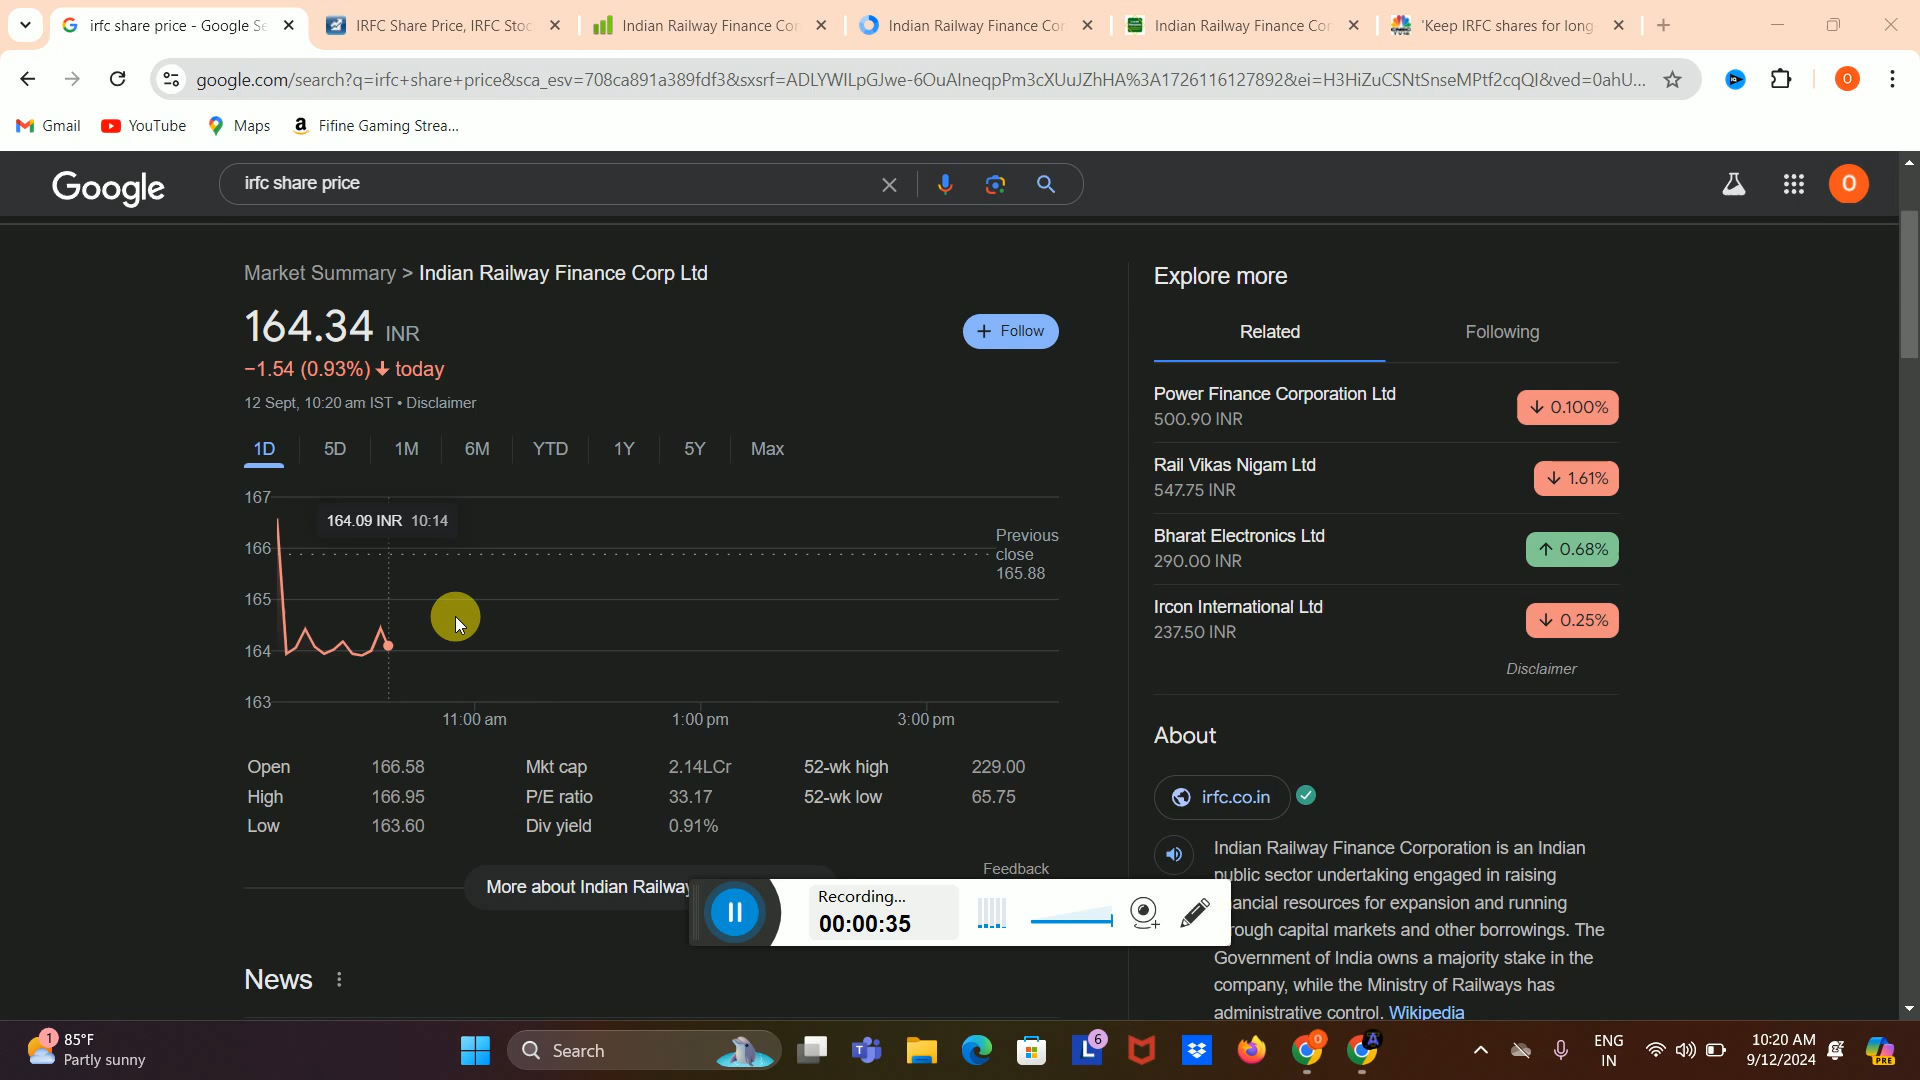 irfc share price - Google Se
IRFC Share Price, IRFC Stoc
Indian Railway Finance Cor
Indian Railway Finance Cor
Indian Railway Finance Cor
'Keep IRFC shares for long
google.com/search?q=irfc+share+price&sca_esv=708ca891a389fdf3&sxsrf=ADLYWILpGJwe-6OuAlneqpPm3cXUuJZhHA%3A1726116127892&ei=H3HiZuCSNtSnseMPtf2cqQI&ved=0ahU...
O
Gmail
YouTube
Maps
Fifine Gaming Strea...
Google
irfc share price
O
Market Summary > Indian Railway Finance Corp Ltd
164.34 INR
+ Follow
−1.54 (0.93%) ↓ today
12 Sept, 10:20 am IST • Disclaimer
1D 5D 1M 6M YTD 1Y 5Y Max
167
164.09 INR 10:14
166
Previous
close
165.88
165
164
163
11:00 am 1:00 pm 3:00 pm
Open 166.58 Mkt cap 2.14LCr 52-wk high 229.00
High 166.95 P/E ratio 33.17 52-wk low 65.75
Low 163.60 Div yield 0.91%
Feedback
More about Indian Railway
News
Explore more
Related Following
Power Finance Corporation Ltd
500.90 INR
↓ 0.100%
Rail Vikas Nigam Ltd
547.75 INR
↓ 1.61%
Bharat Electronics Ltd
290.00 INR
↑ 0.68%
Ircon International Ltd
237.50 INR
↓ 0.25%
Disclaimer
About
irfc.co.in
Indian Railway Finance Corporation is an Indian
public sector undertaking engaged in raising
ancial resources for expansion and running
rough capital markets and other borrowings. The
Government of India owns a majority stake in the
company, while the Ministry of Railways has
administrative control. Wikipedia
Recording...
00:00:35
1
85°F
Partly sunny
Search
L
6
ENG
IN
10:20 AM
9/12/2024
PRE